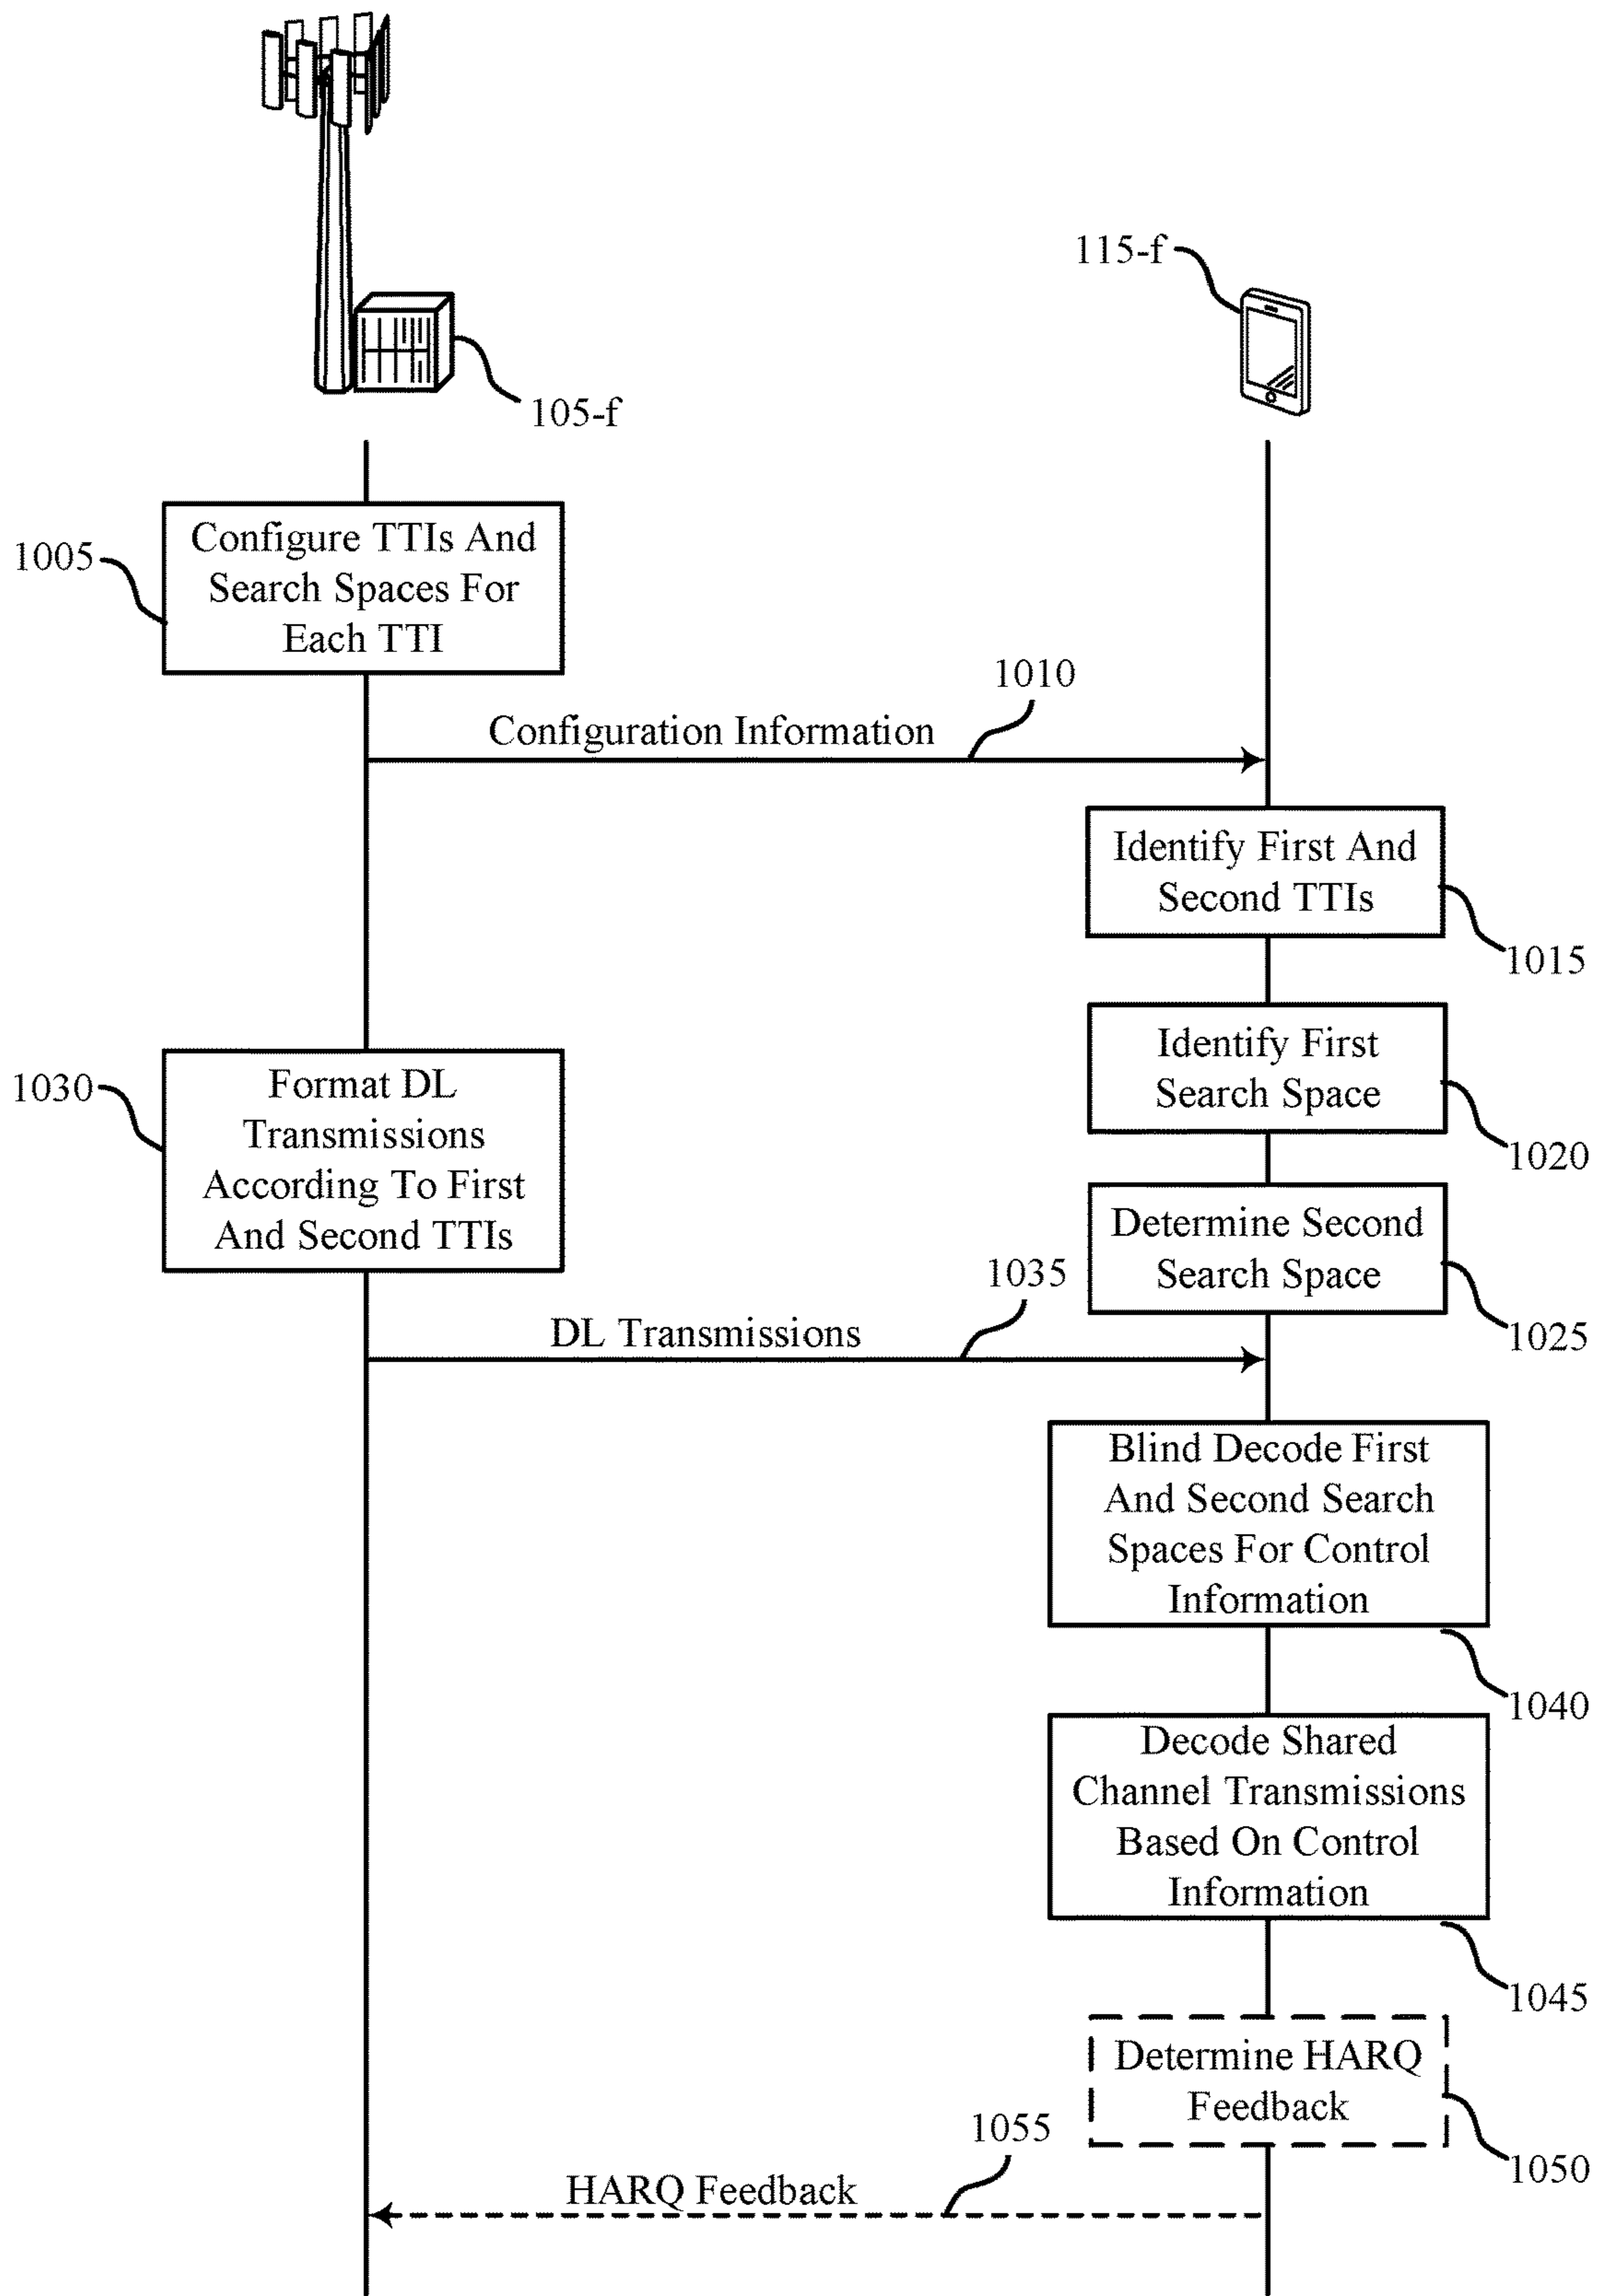 115-f
105-f
Configure TTIs And
Search Spaces For
Each TTI
1005
1010
Configuration Information
Identify First And
Second TTIs
1015
Identify First
Search Space
1020
Format DL
Transmissions
According To First
And Second TTIs
1030
Determine Second
Search Space
1025
1035
DL Transmissions
Blind Decode First
And Second Search
Spaces For Control
Information
1040
Decode Shared
Channel Transmissions
Based On Control
Information
1045
Determine HARQ
Feedback
1050
1055
HARQ Feedback